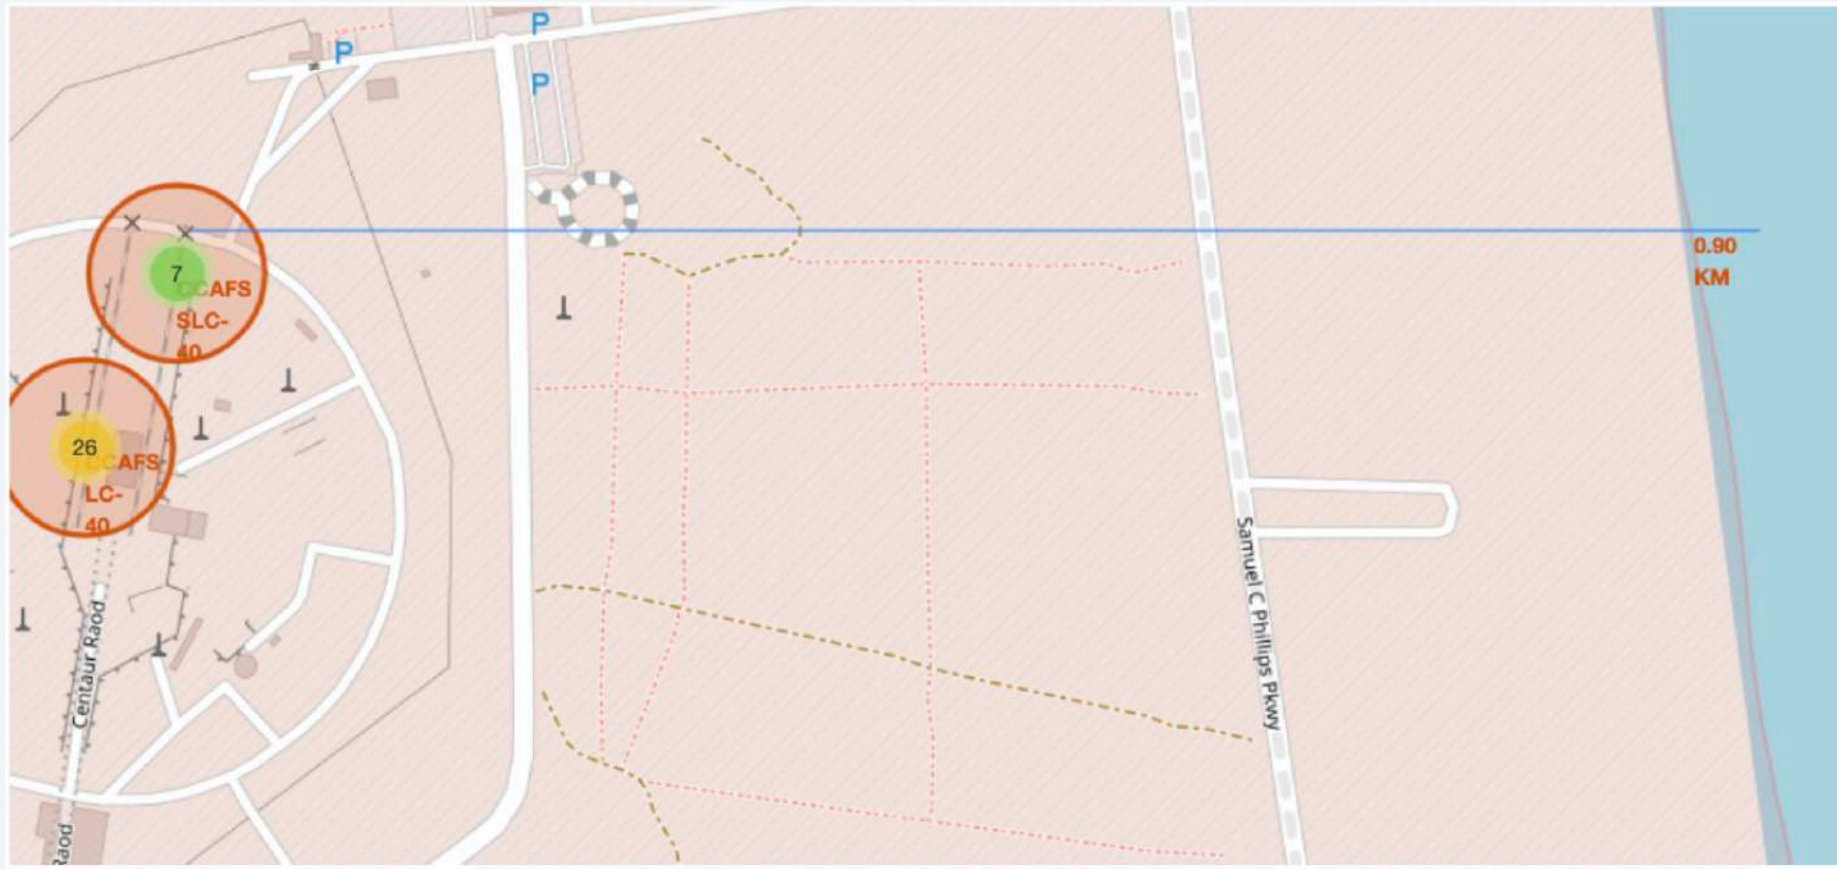 P
P
P
0.90
KM
7
CCAFS
SLC-
40
26
CCAFS
LC-
40
Samuel C Phillips Pkwy
Centaur Raod
Raod